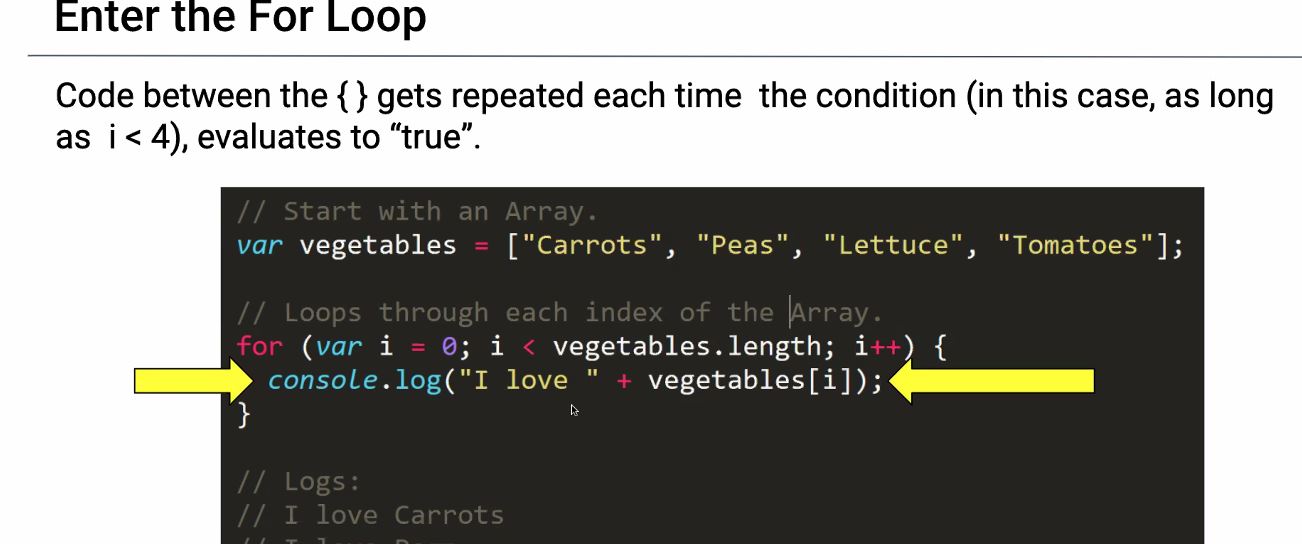 Enter the For Loop
Code between the { } gets repeated each time  the condition (in this case, as long
as  i < 4), evaluates to “true”.
// Start with an Array.
var vegetables = ["Carrots", "Peas", "Lettuce", "Tomatoes"];
// Loops through each index of the Array.
for (var i = 0; i < vegetables.length; i++) {
console.log("I love " + vegetables[i]);
}
// Logs:
// I love Carrots
// I love Peas